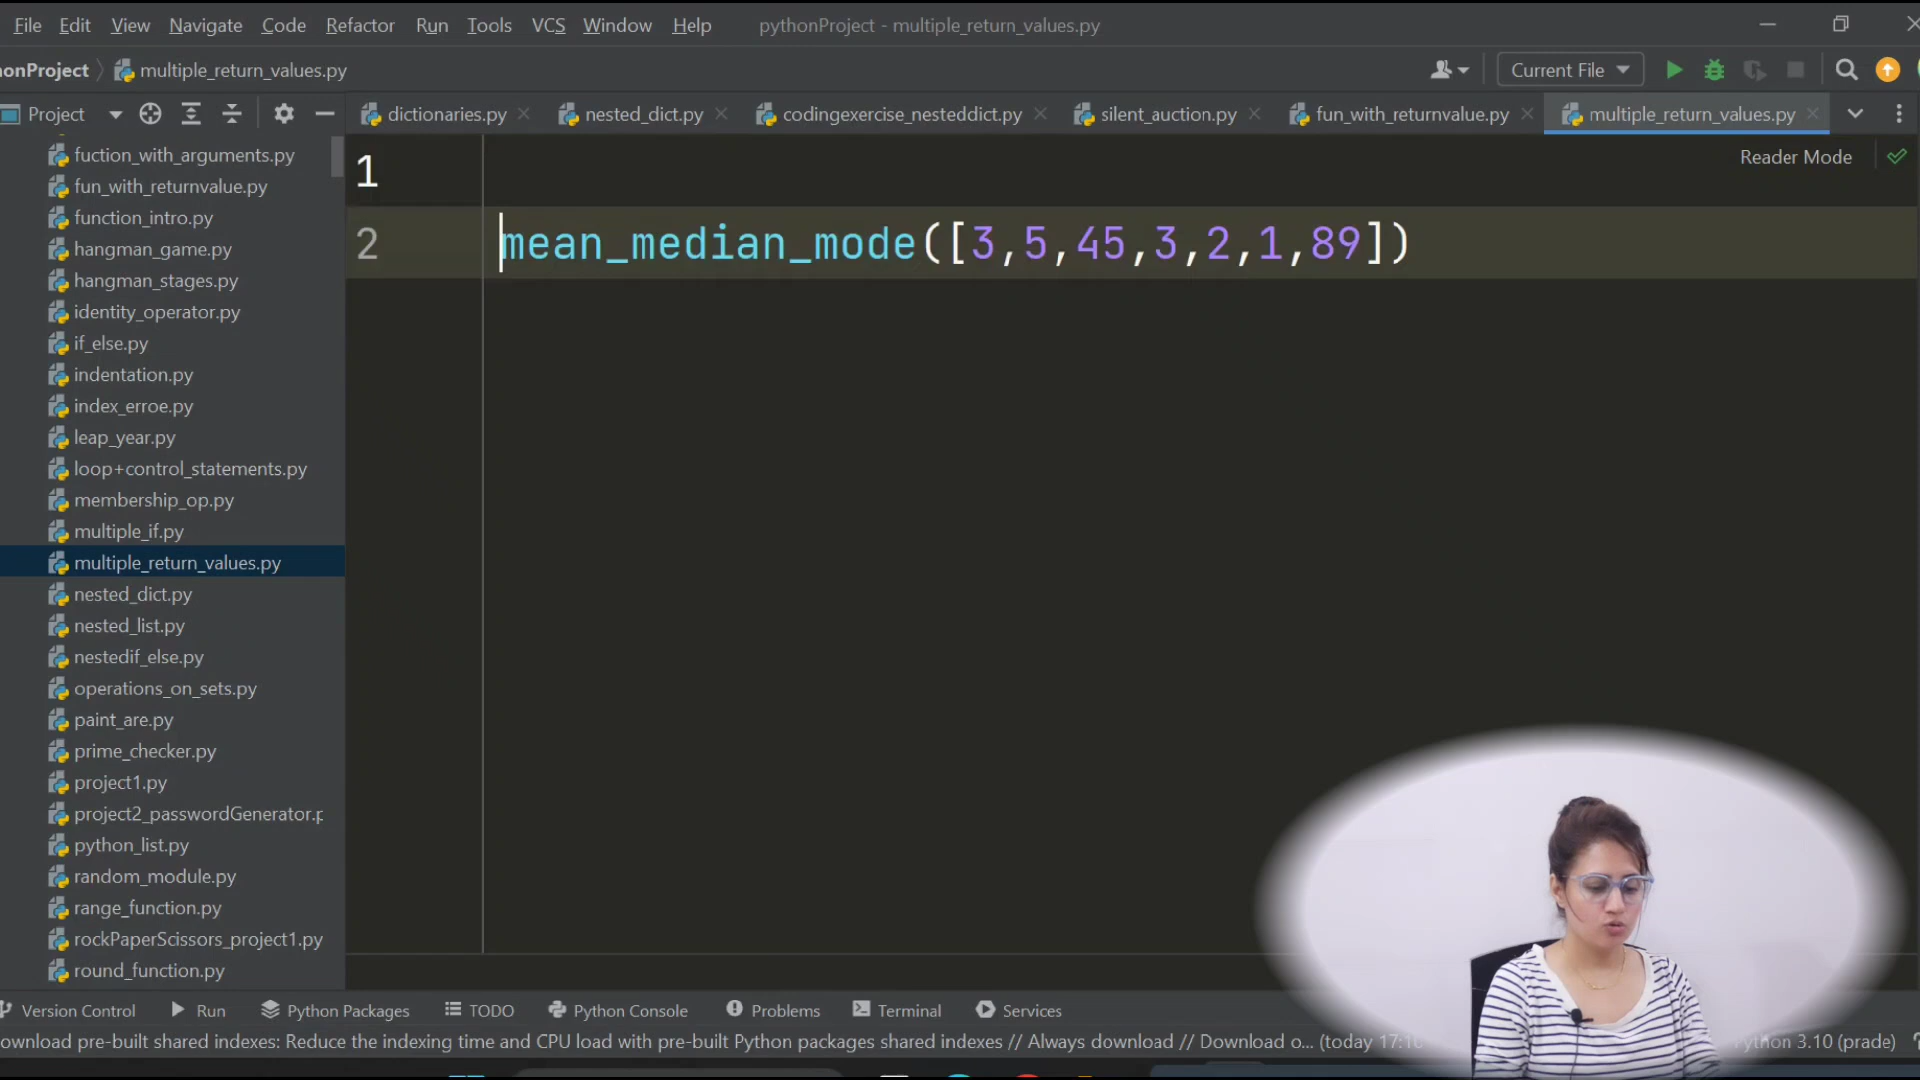 File Edit View Navigate Code Refactor Run Tools VCS Window Help pythonProject - multiple_return_values.py
onProject multiple_return_values.py Current File
Project dictionaries.py nested_dict.py codingexercise_nesteddict.py silent_auction.py fun_with_returnvalue.py multiple_return_values.py
Reader Mode
fuction_with_arguments.py
fun_with_returnvalue.py
function_intro.py
hangman_game.py
hangman_stages.py
identity_operator.py
if_else.py
indentation.py
index_erroe.py
leap_year.py
loop+control_statements.py
membership_op.py
multiple_if.py
multiple_return_values.py
nested_dict.py
nested_list.py
nestedif_else.py
operations_on_sets.py
paint_are.py
prime_checker.py
project1.py
project2_passwordGenerator.p
python_list.py
random_module.py
range_function.py
rockPaperScissors_project1.py
round_function.py
1
2 mean_median_mode([3,5,45,3,2,1,89])
Version Control Run Python Packages TODO Python Console Problems Terminal Services
ownload pre-built shared indexes: Reduce the indexing time and CPU load with pre-built Python packages shared indexes // Always download // Download o... (today 17:1 ython 3.10 (prade)